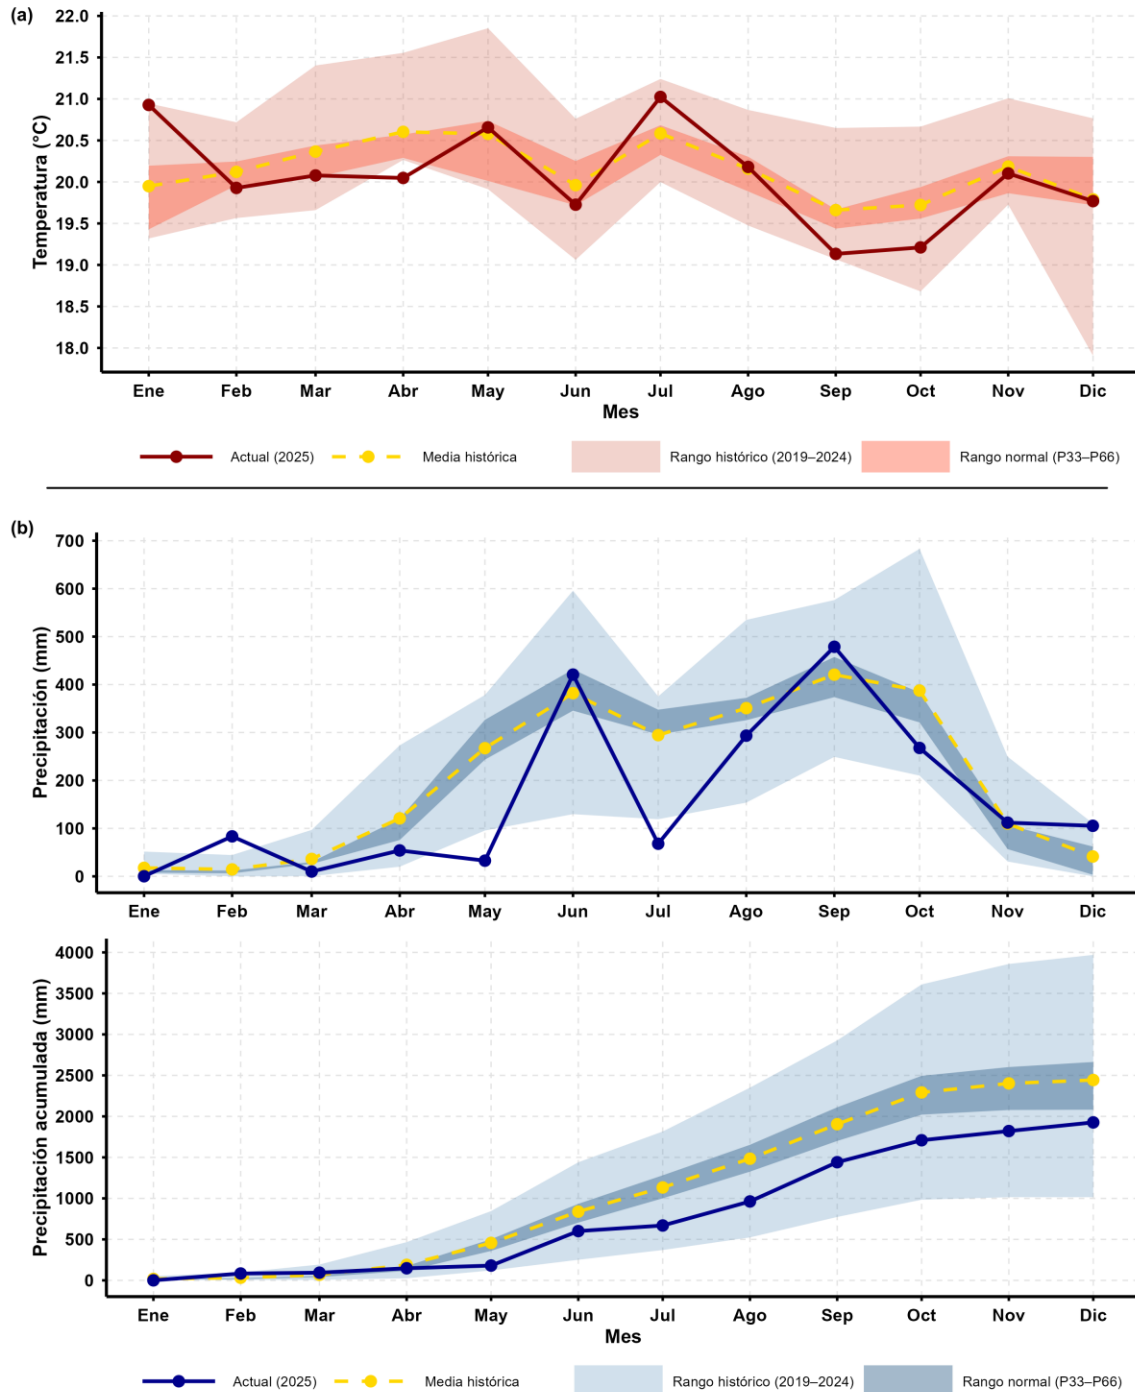 (a)
Temperatura (°C)
22.0
21.5
21.0
20.5
20.0
19.5
19.0
18.5
18.0
Ene Feb Mar Abr May Jun Jul Ago Sep Oct Nov Dic
Mes
Actual (2025) Media histórica Rango histórico (2019–2024) Rango normal (P33–P66)
(b)
Precipitación (mm)
700
600
500
400
300
200
100
0
Ene Feb Mar Abr May Jun Jul Ago Sep Oct Nov Dic
Precipitación acumulada (mm)
4000
3500
3000
2500
2000
1500
1000
500
0
Ene Feb Mar Abr May Jun Jul Ago Sep Oct Nov Dic
Mes
Actual (2025) Media histórica Rango histórico (2019–2024) Rango normal (P33–P66)